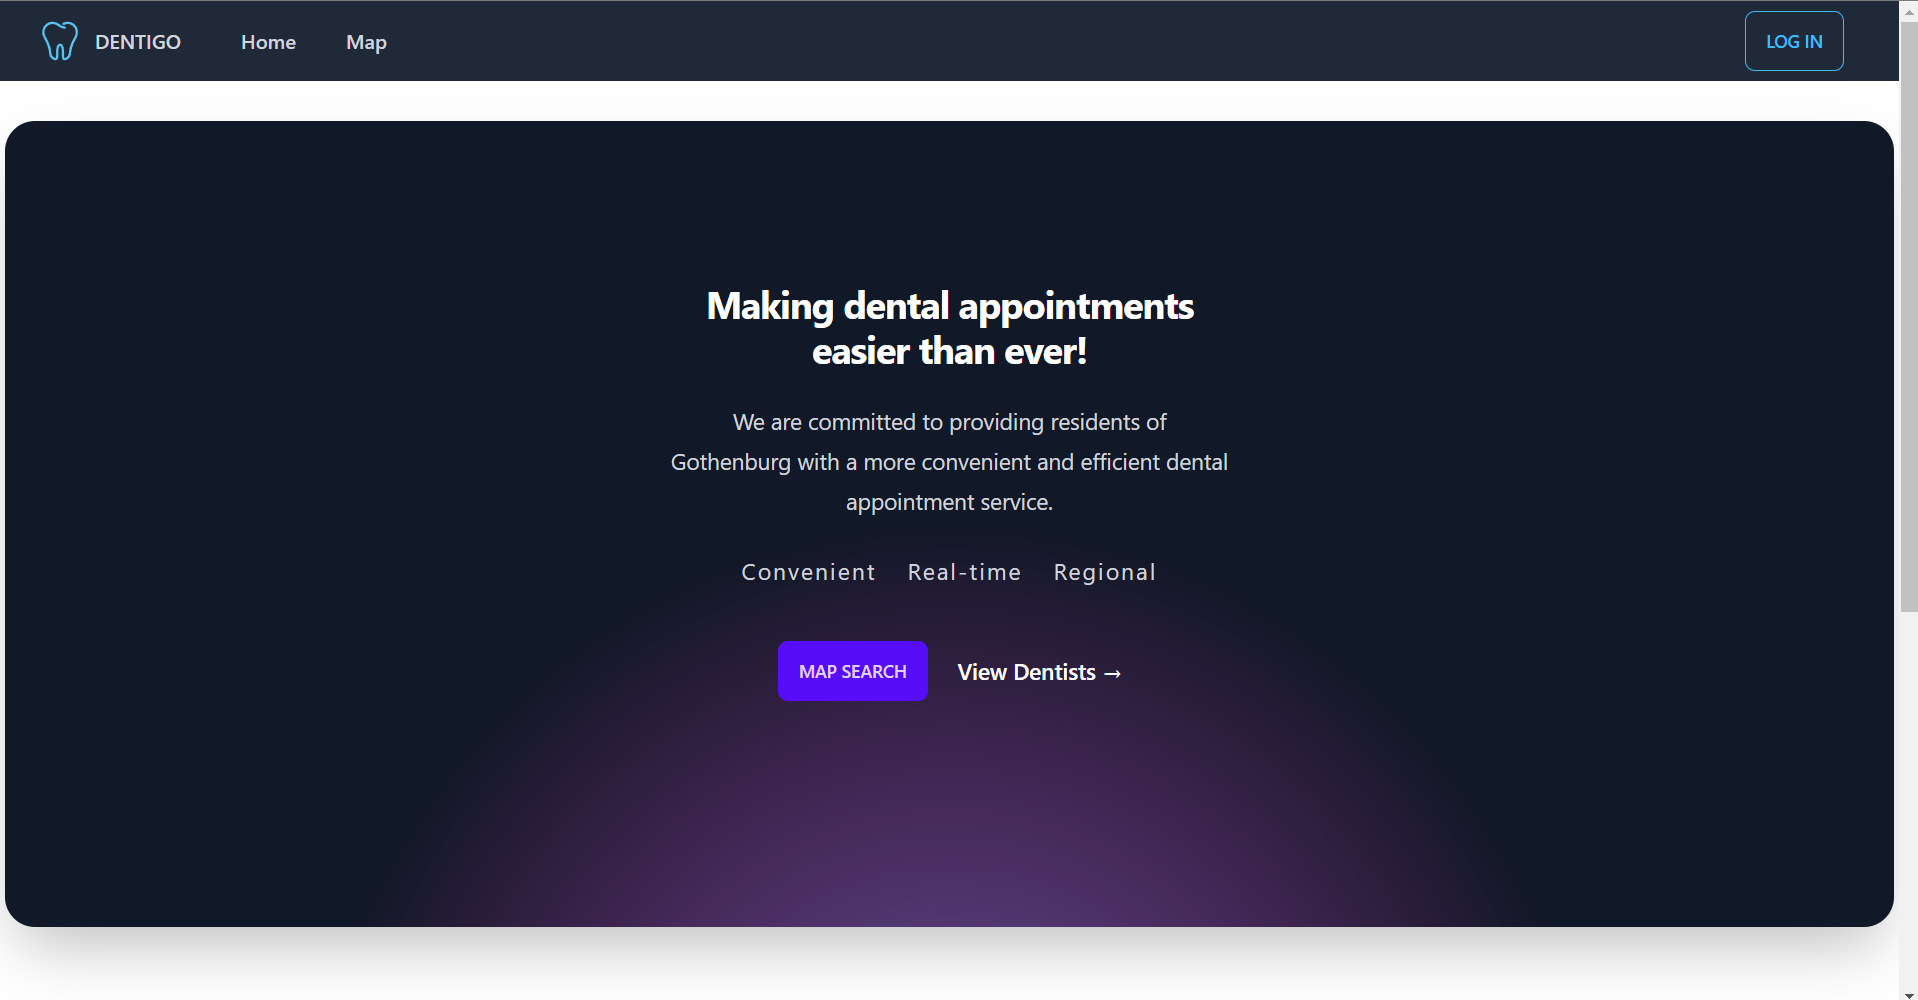 DENTIGO Home Map LOG IN
Making dental appointments
easier than ever!
We are committed to providing residents of
Gothenburg with a more convenient and efficient dental
appointment service.
Convenient Real-time Regional
MAP SEARCH View Dentists →